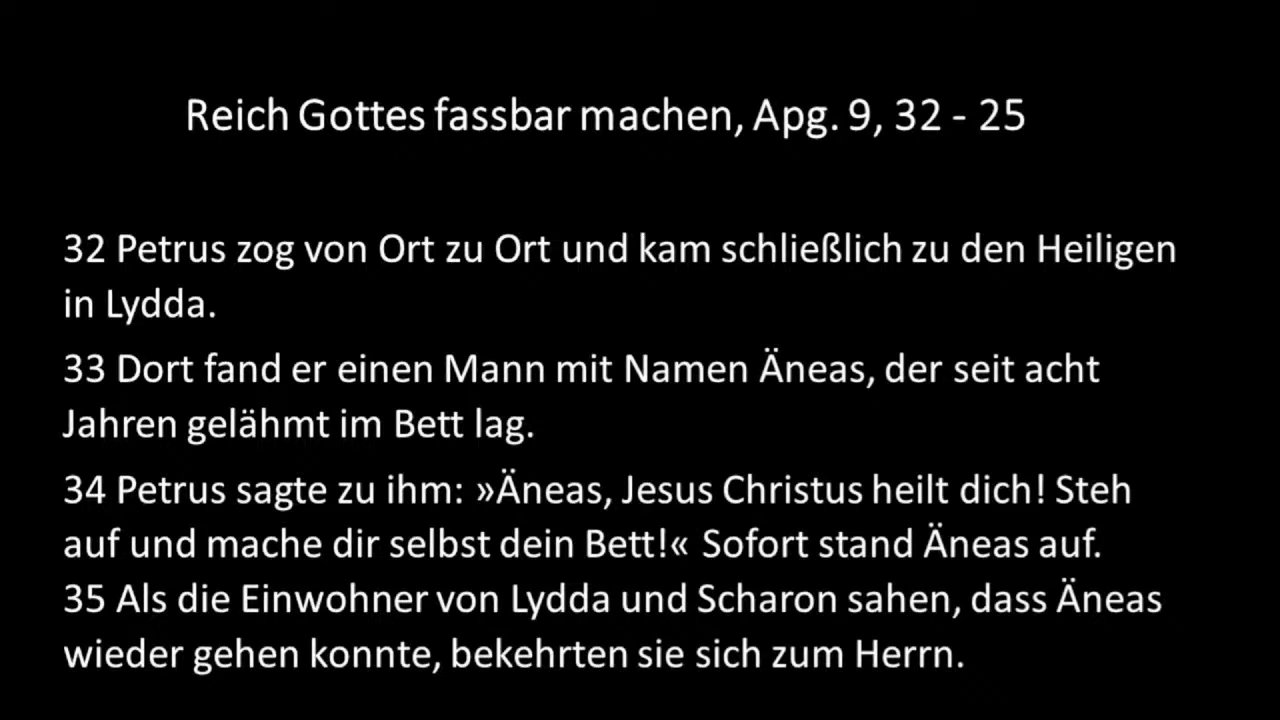 Reich Gottes fassbar machen, Apg. 9, 32 - 25
32 Petrus zog von Ort zu Ort und kam schließlich zu den Heiligen
in Lydda.
33 Dort fand er einen Mann mit Namen Äneas, der seit acht
Jahren gelähmt im Bett lag.
34 Petrus sagte zu ihm: »Äneas, Jesus Christus heilt dich! Steh
auf und mache dir selbst dein Bett!« Sofort stand Äneas auf.
35 Als die Einwohner von Lydda und Scharon sahen, dass Äneas
wieder gehen konnte, bekehrten sie sich zum Herrn.